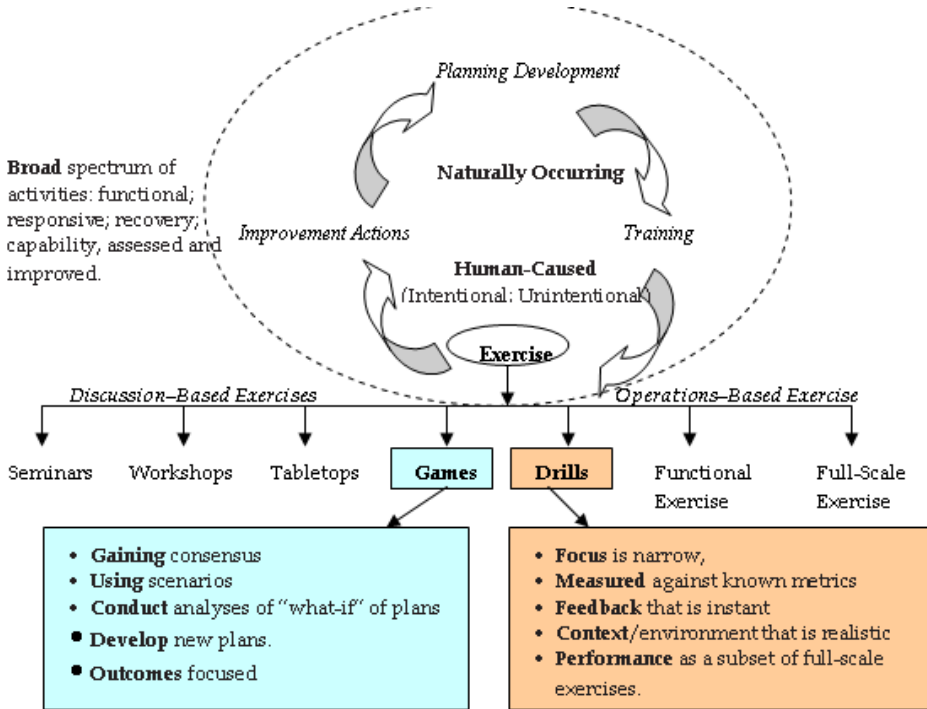 Planning Development
Naturally Occurring
Broad spectrum of
activities: functional;
responsive; recovery;
capability, assessed and
improved.
Improvement Actions
Training
Human-Caused
(Intentional; Unintentional)
Exercise
Discussion–Based Exercises
Operations–Based Exercise
Seminars
Workshops
Tabletops
Games
Drills
Functional
Exercise
Full-Scale
Exercise
• Gaining consensus
• Using scenarios
• Conduct analyses of “what-if” of plans
• Develop new plans.
• Outcomes focused
• Focus is narrow,
• Measured against known metrics
• Feedback that is instant
• Context/environment that is realistic
• Performance as a subset of full-scale
exercises.